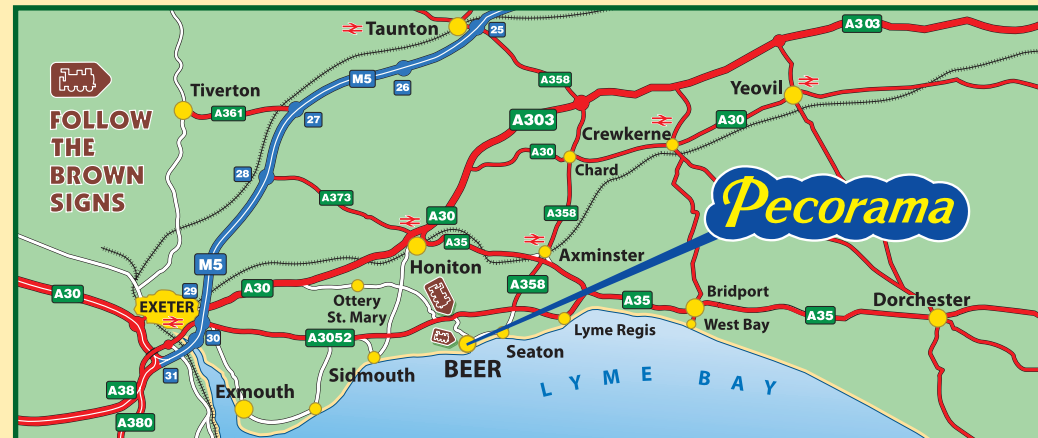 Taunton
25
A303
A358
M5
26
Yeovil
Tiverton
A361
27
A303
Crewkerne
A30
FOLLOW
THE
BROWN
SIGNS
A30
Chard
28
A373
Pecorama
A30
A358
A35
Axminster
Honiton
M5
A358
A30
29
A30
EXETER
Ottery
St. Mary
A35
Bridport
A35
Dorchester
West Bay
Lyme Regis
A3052
30
Seaton
BEER
Sidmouth
31
LYME BAY
A38
Exmouth
A380